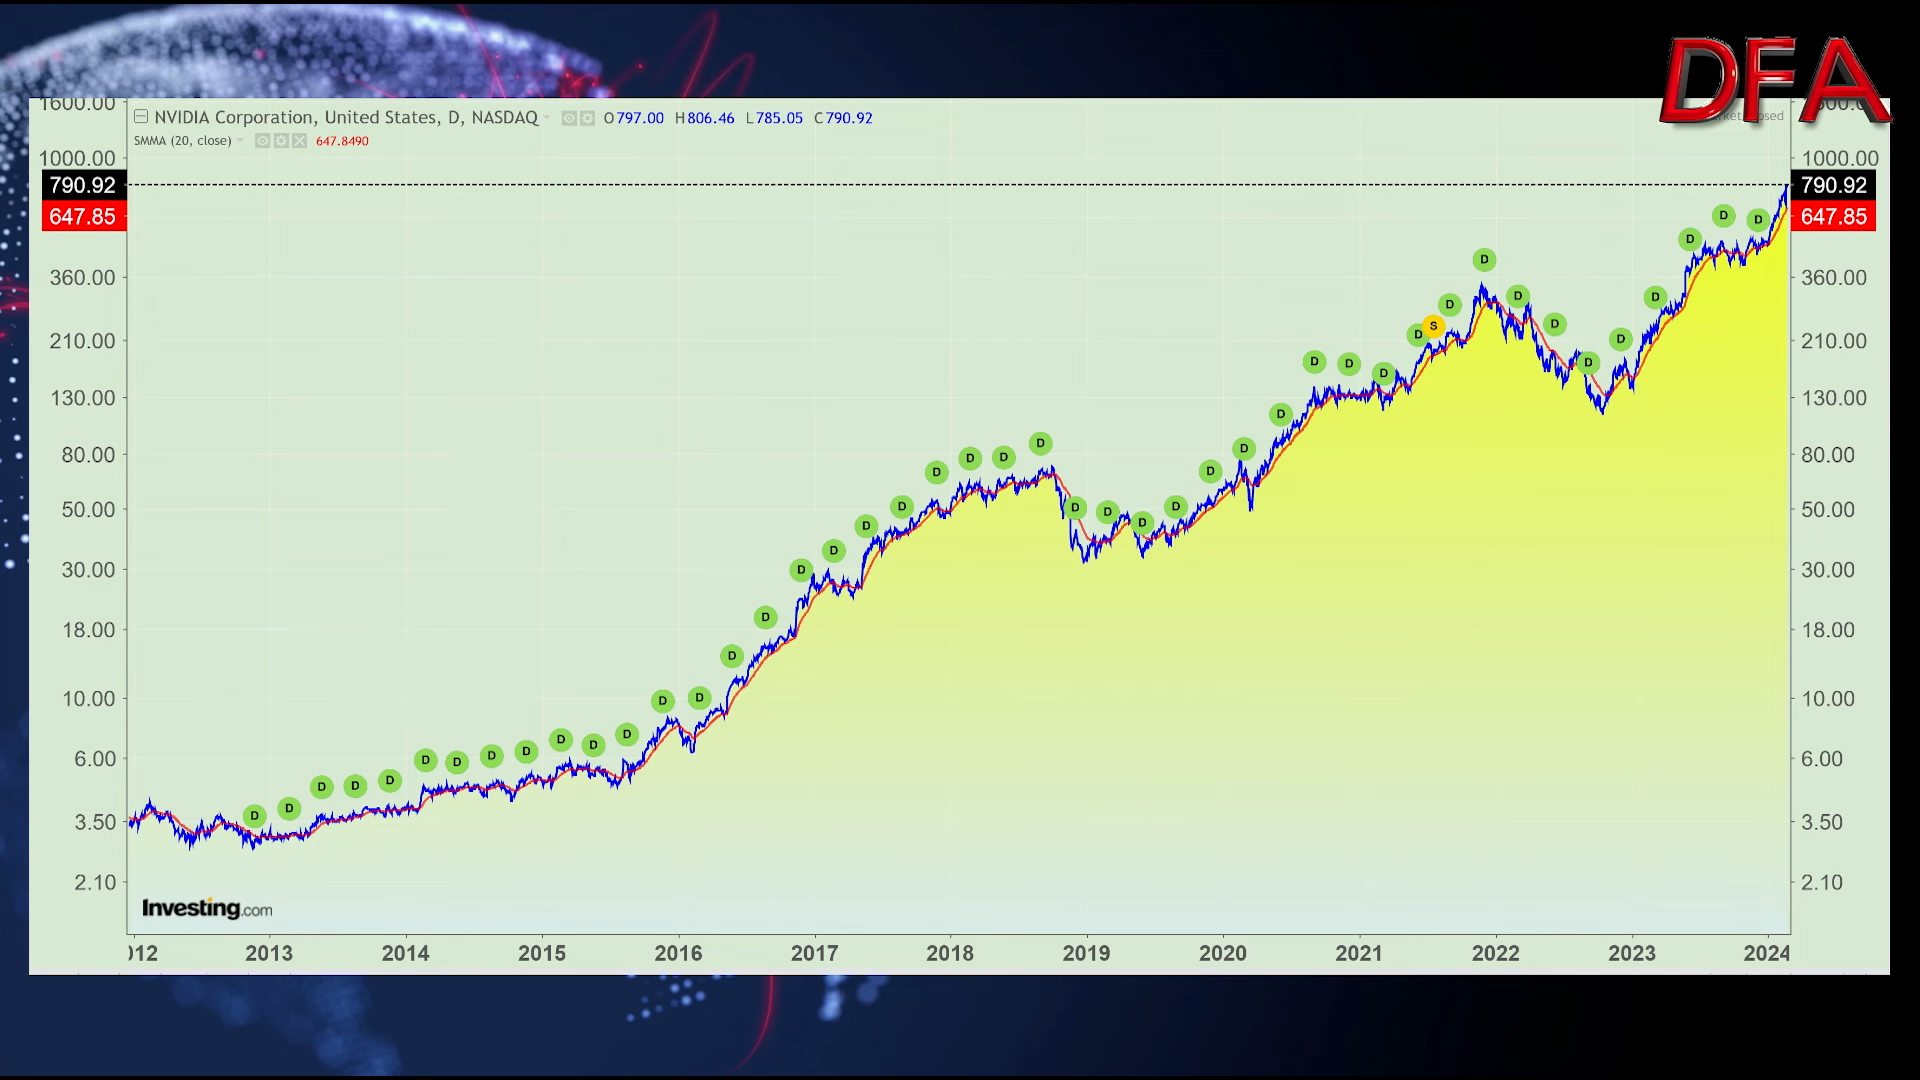 DFA
1600.00
NVIDIA Corporation, United States, D, NASDAQ O797.00 H806.46 L785.05 C790.92
SMMA (20, close) 647.8490
1000.00 1000.00
790.92 790.92
647.85 647.85
360.00 360.00
210.00 210.00
130.00 130.00
80.00 80.00
50.00 50.00
30.00 30.00
18.00 18.00
10.00 10.00
6.00 6.00
3.50 3.50
2.10 2.10
D D D D D D D D D D D D D D D D D D D D D D D D D D D D D D D D D D D D S D D D D D D D D D D
Investing.com
2013 2014 2015 2016 2017 2018 2019 2020 2021 2022 2023 2024